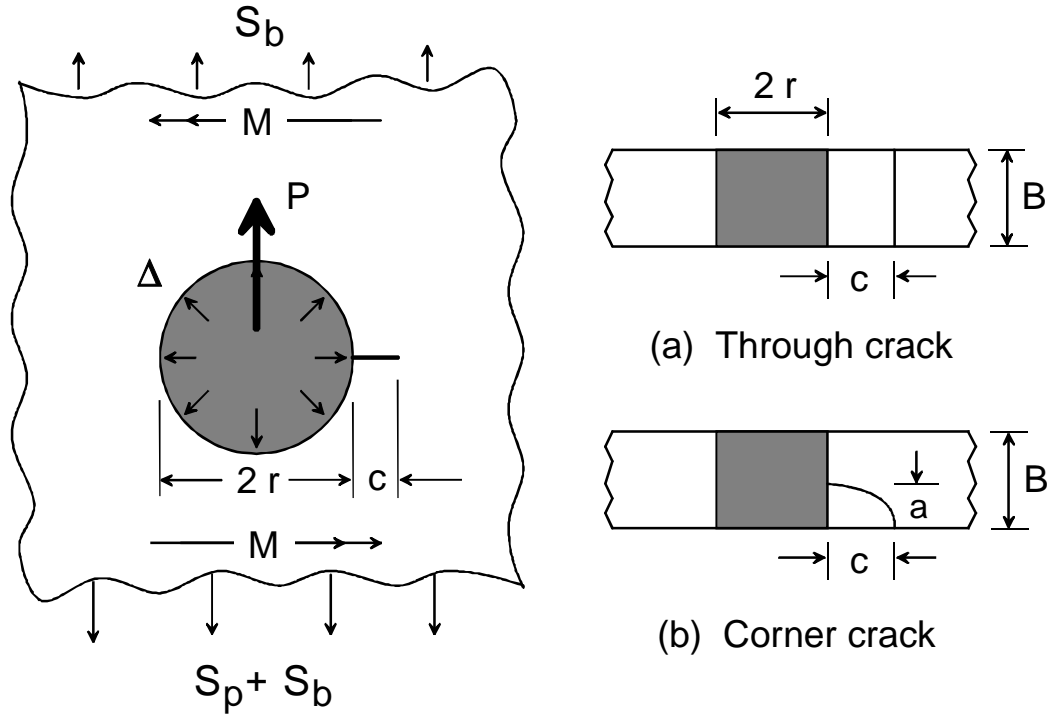 S_b
M
P
Δ
2 r
c
M
S_p + S_b
2 r
B
c
(a) Through crack
B
a
c
(b) Corner crack